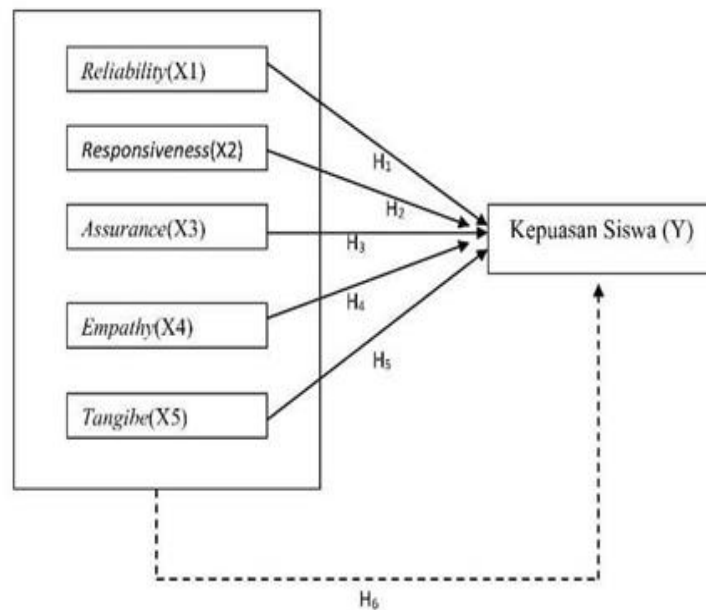 Reliability(X1)
Responsiveness(X2)
Assurance(X3)
Empathy(X4)
Tangibe(X5)
H₁
H₂
H₃
H₄
H₅
Kepuasan Siswa (Y)
H₆